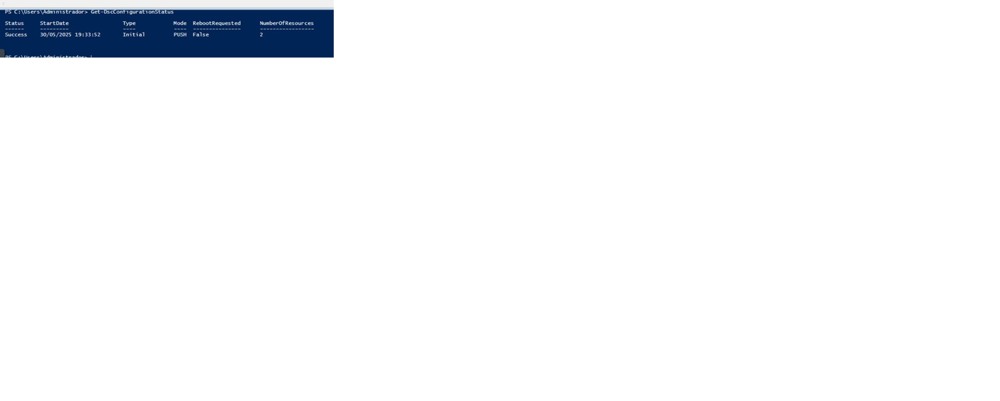 PS C:\Users\Administrador> Get-DscConfigurationStatus
Status StartDate Type Mode RebootRequested NumberOfResources
------ --------- ---- ---- --------------- -----------------
Success 30/05/2025 19:33:52 Initial PUSH False 2
PS C:\Users\Administrador>